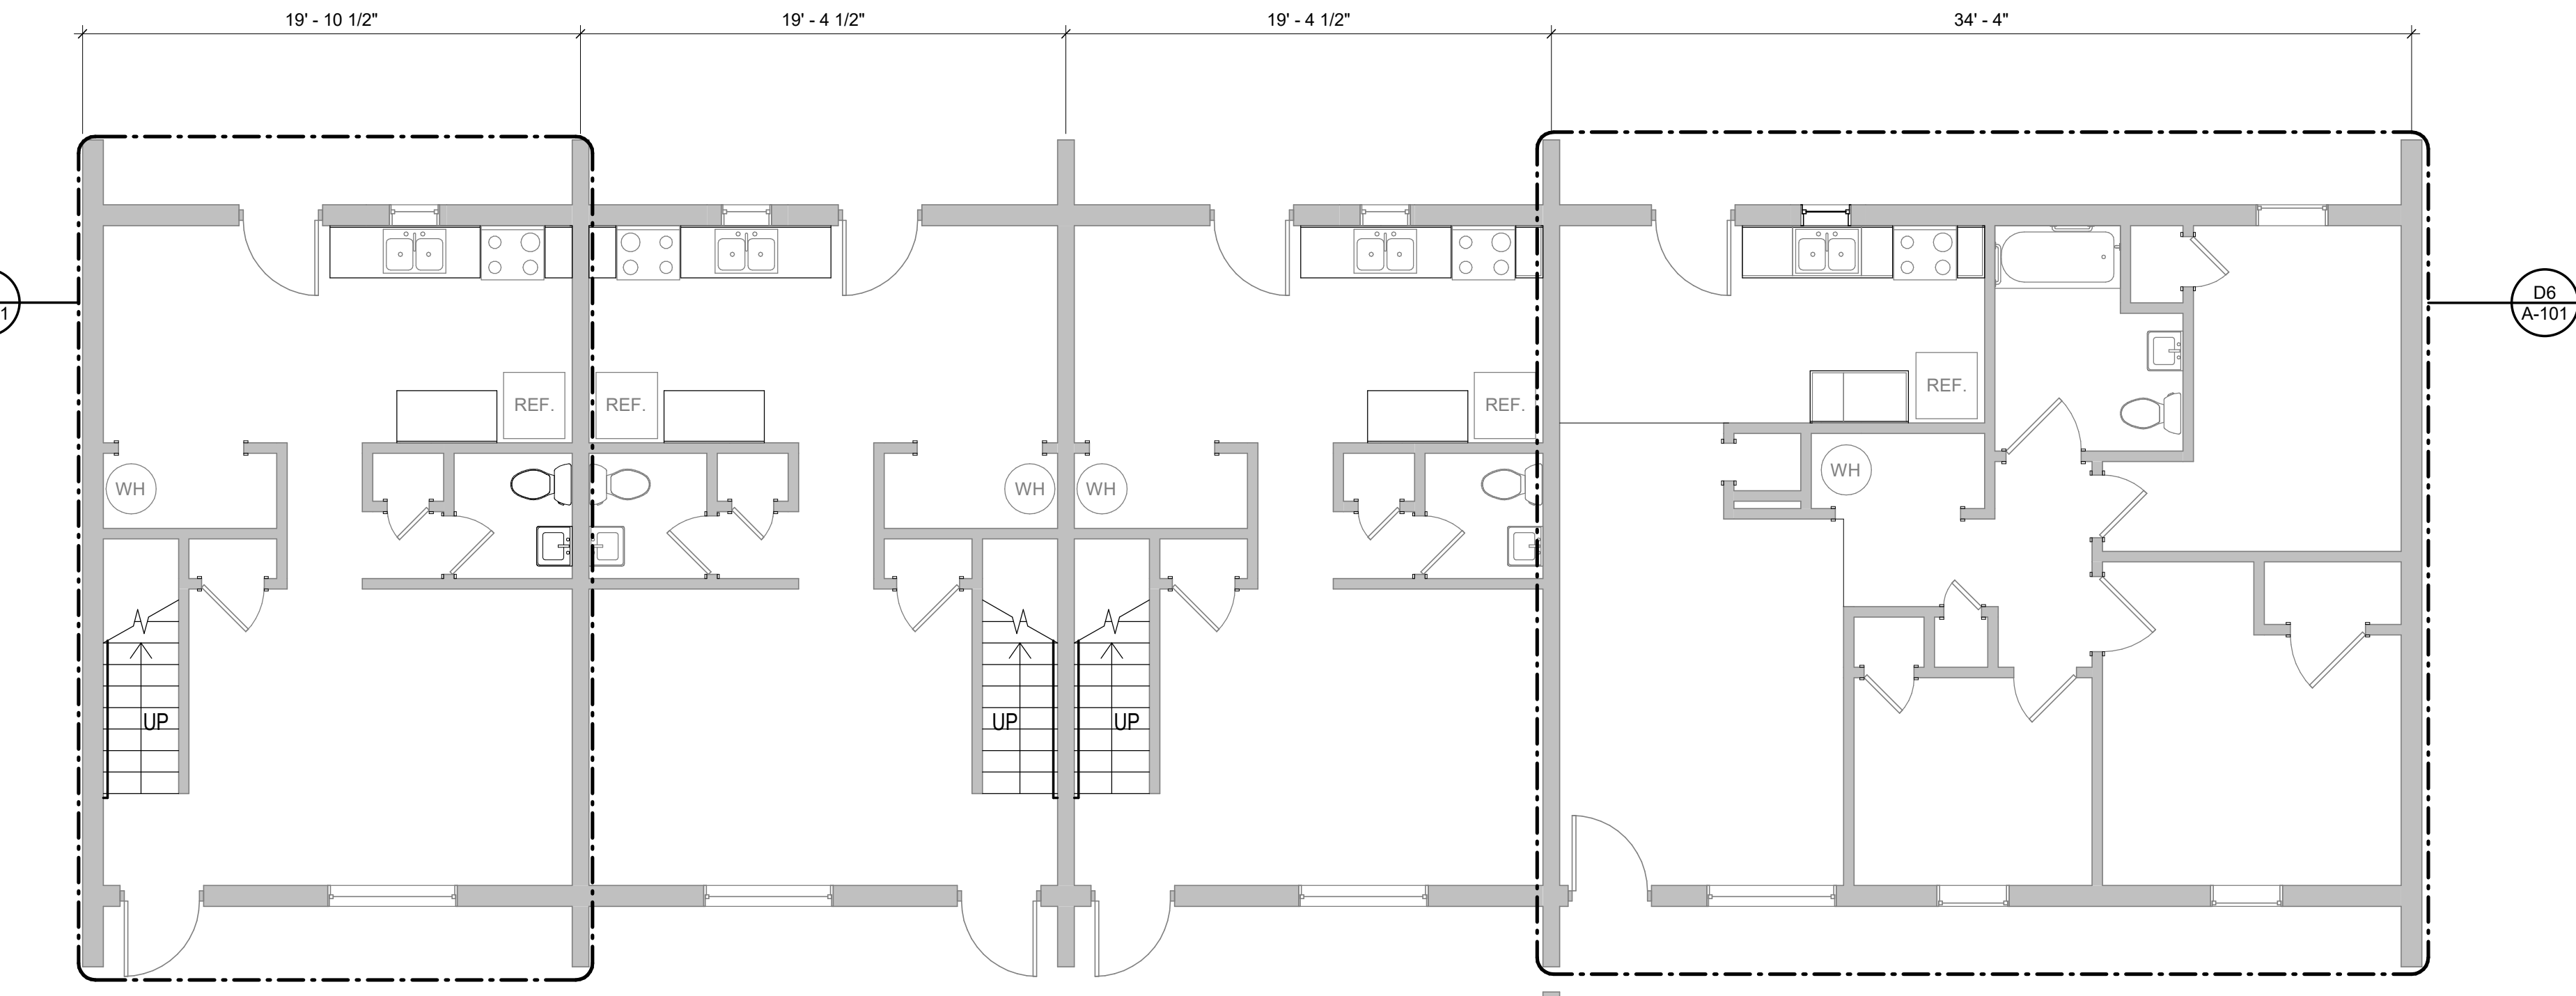 19' - 10 1/2"
19' - 4 1/2"
19' - 4 1/2"
34' - 4"
1
D6
A-101
REF.
REF.
REF.
REF.
WH
WH
WH
WH
UP
UP
UP